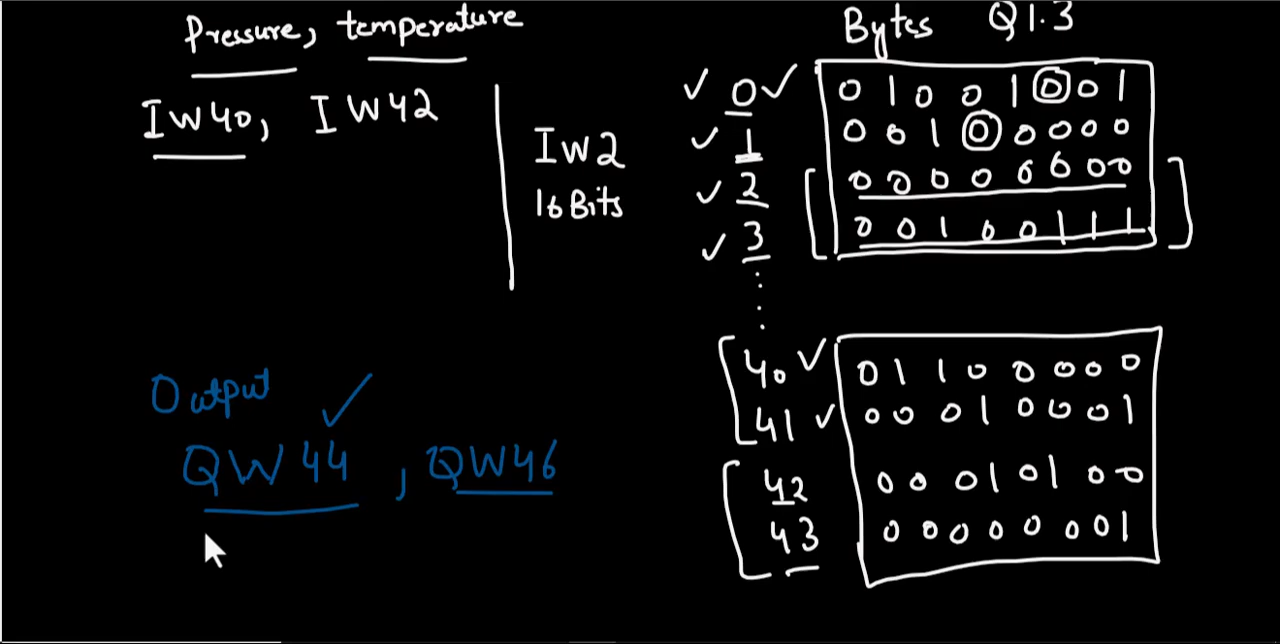 Pressure, temperature
IW40, IW42
IW2
16 Bits
Output
QW44, QW46
Bytes Q1.3
0 0 1 0 0 1 0 0 1
1 0 0 1 0 0 0 0 0
2 0 0 0 0 0 0 0 0
3 0 0 1 0 0 1 1 1
40 0 1 1 0 0 0 0 0
41 0 0 0 1 0 0 0 1
42 0 0 0 1 0 1 0 0
43 0 0 0 0 0 0 0 1